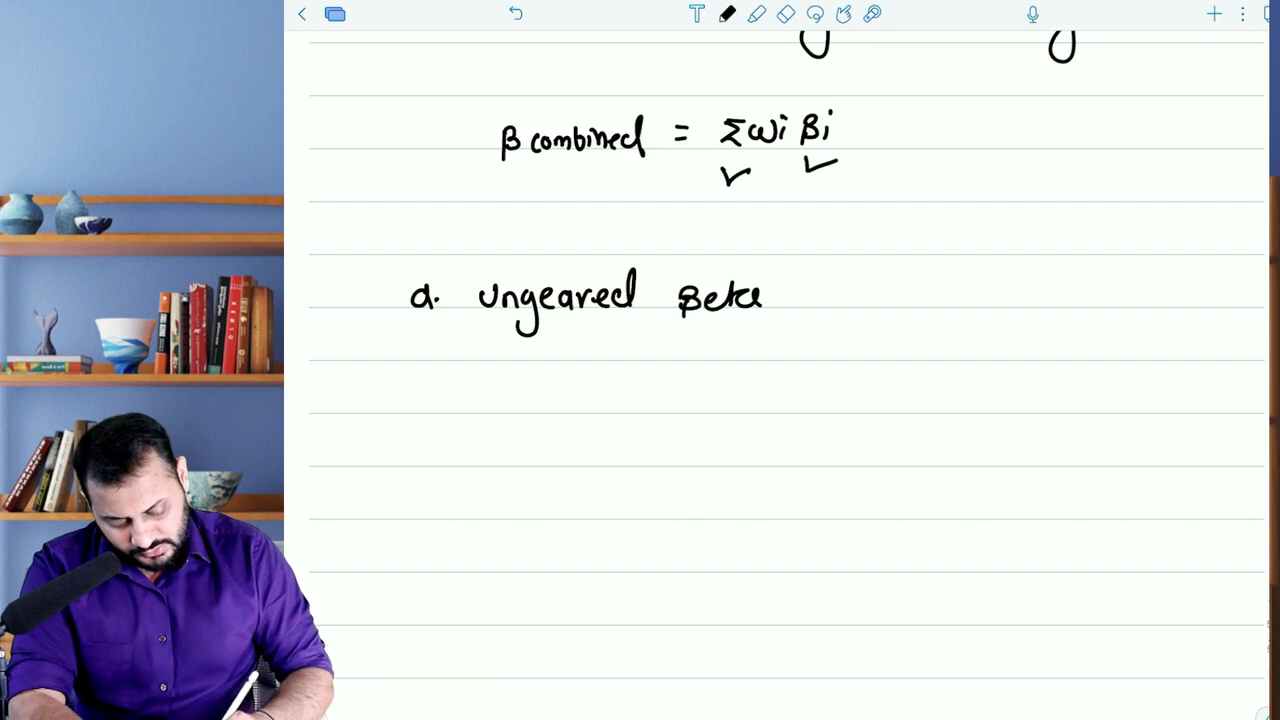 β combined = Σωi βi
a. ungeared Beta